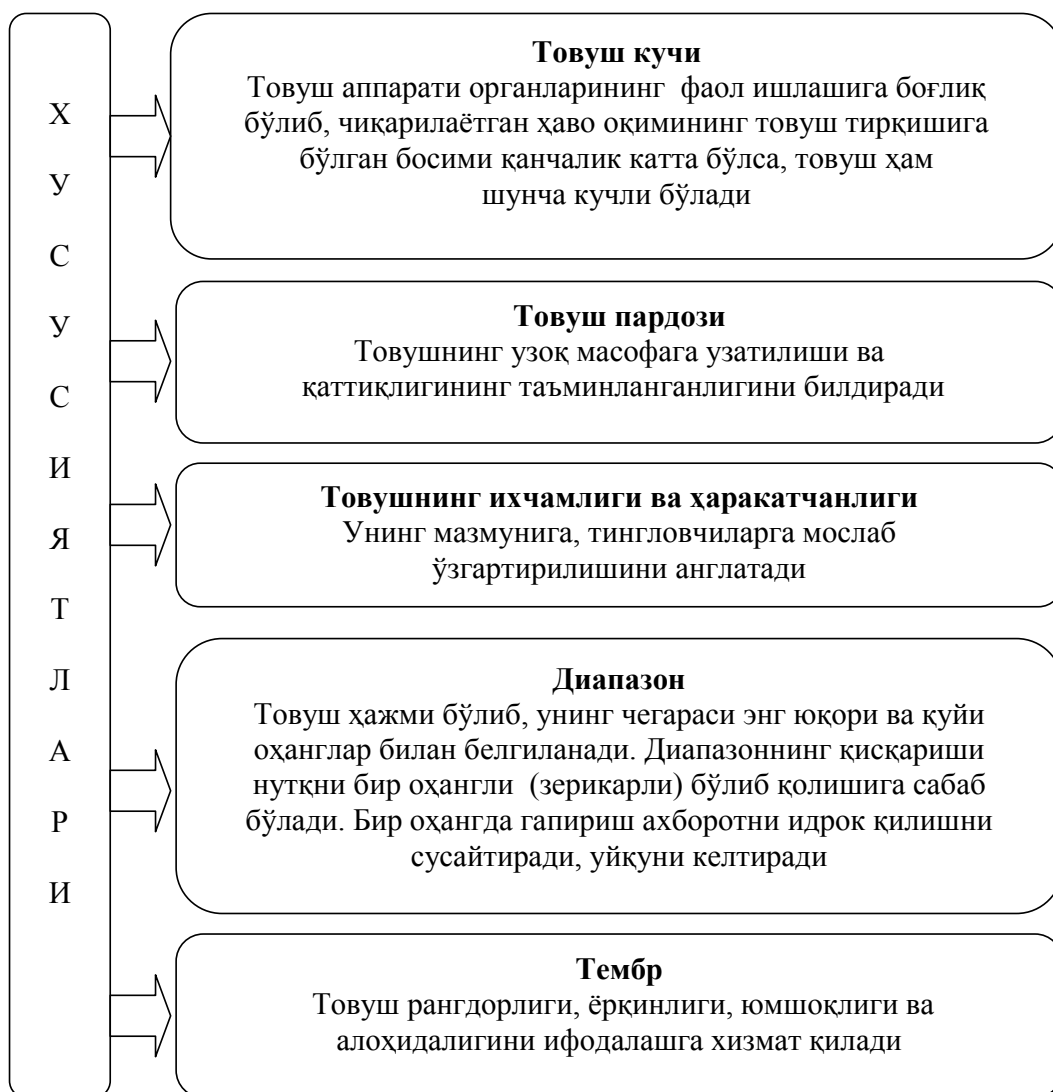 ХУСУСИЯТЛАРИ
Товуш кучи
Товуш аппарати органларининг фаол ишлашига боғлиқ
бўлиб, чиқарилаётган ҳаво оқимининг товуш тирқишига
бўлган босими қанчалик катта бўлса, товуш ҳам
шунча кучли бўлади
Товуш пардози
Товушнинг узоқ масофага узатилиши ва
қаттиқлигининг таъминланганлигини билдиради
Товушнинг ихчамлиги ва ҳаракатчанлиги
Унинг мазмунига, тингловчиларга мослаб
ўзгартирилишини англатади
Диапазон
Товуш ҳажми бўлиб, унинг чегараси энг юқори ва қуйи
оҳанглар билан белгиланади. Диапазоннинг қисқариши
нутқни бир оҳангли (зерикарли) бўлиб қолишига сабаб
бўлади. Бир оҳангда гапириш ахборотни идрок қилишни
сусайтиради, уйқуни келтиради
Тембр
Товуш рангдорлиги, ёрқинлиги, юмшоқлиги ва
алоҳидалигини ифодалашга хизмат қилади